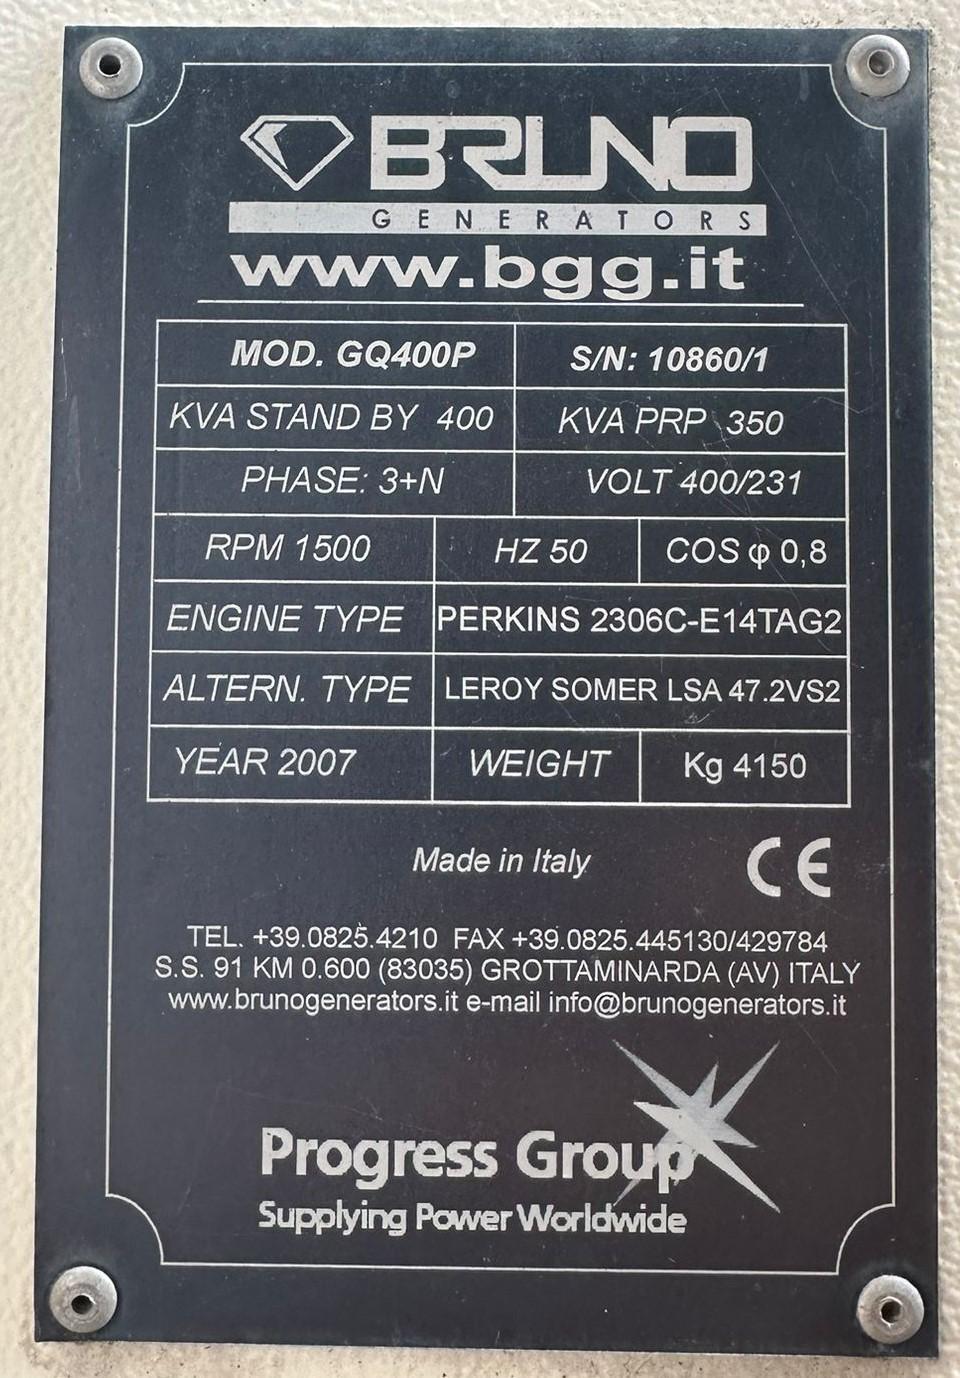 BRUNO
GENERATORS
www.bgg.it
MOD. GQ400P S/N: 10860/1
KVA STAND BY 400 KVA PRP 350
PHASE: 3+N VOLT 400/231
RPM 1500 HZ 50 COS φ 0,8
ENGINE TYPE PERKINS 2306C-E14TAG2
ALTERN. TYPE LEROY SOMER LSA 47.2VS2
YEAR 2007 WEIGHT Kg 4150
Made in Italy CE
TEL. +39.0825.4210 FAX +39.0825.445130/429784
S.S. 91 KM 0.600 (83035) GROTTAMINARDA (AV) ITALY
www.brunogenerators.it e-mail info@brunogenerators.it
Progress Group
Supplying Power Worldwide